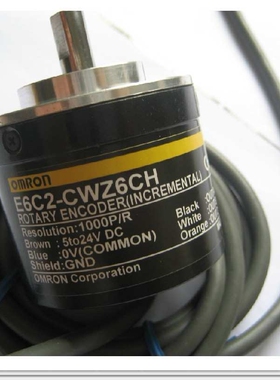 OMRON
E6C2-CWZ6CH
ROTARY ENCODER(INCREMENTAL)
Resolution:1000P/R
Brown :5to24V DC
Blue :0V(COMMON)
Shield:GND
OMRON Corporation
Black
White
Orange